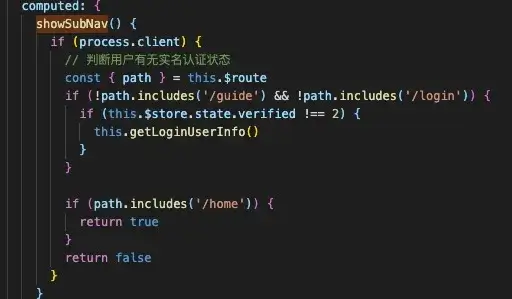 computed: {
showSubNav() {
if (process.client) {
// 判断用户有无实名认证状态
const { path } = this.$route
if (!path.includes('/guide') && !path.includes('/login')) {
if (this.$store.state.verified !== 2) {
this.getLoginUserInfo()
}
}
if (path.includes('/home')) {
return true
}
return false
}
}